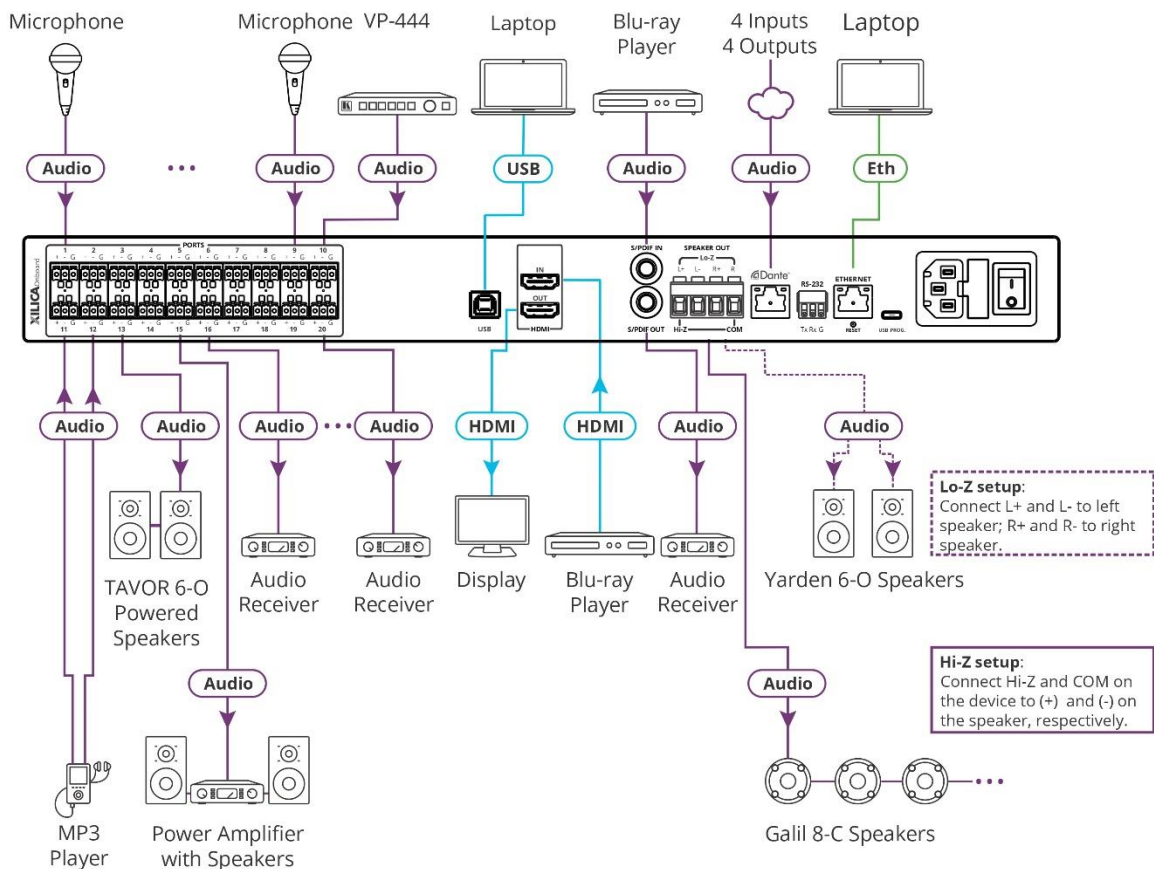 Microphone
Microphone
VP-444
Laptop
Blu-ray
Player
4 Inputs
4 Outputs
Laptop
Audio
•••
Audio
Audio
USB
Audio
Audio
Eth
PORTS
1 2 3 4 5 6 7 8 9 10
+ - G + - G + - G + - G + - G + - G + - G + - G + - G + - G
XILICA Onboard
+ - G + - G + - G + - G + - G + - G + - G + - G + - G + - G
11 12 13 14 15 16 17 18 19 20
USB
IN
OUT
HDMI
S/PDIF IN
S/PDIF OUT
SPEAKER OUT
Lo-Z
L+ L- R+ R-
Hi-Z COM
Dante™
RS-232
Tx Rx G
ETHERNET
RESET
USB PROG.
Audio
Audio
Audio
•••
Audio
HDMI
HDMI
Audio
Audio
TAVOR 6-O
Powered
Speakers
Audio
Receiver
Audio
Receiver
Display
Blu-ray
Player
Audio
Receiver
Yarden 6-O Speakers
Lo-Z setup:
Connect L+ and L- to left
speaker; R+ and R- to right
speaker.
Audio
Audio
Hi-Z setup:
Connect Hi-Z and COM on
the device to (+) and (-) on
the speaker, respectively.
•••
MP3
Player
Power Amplifier
with Speakers
Galil 8-C Speakers